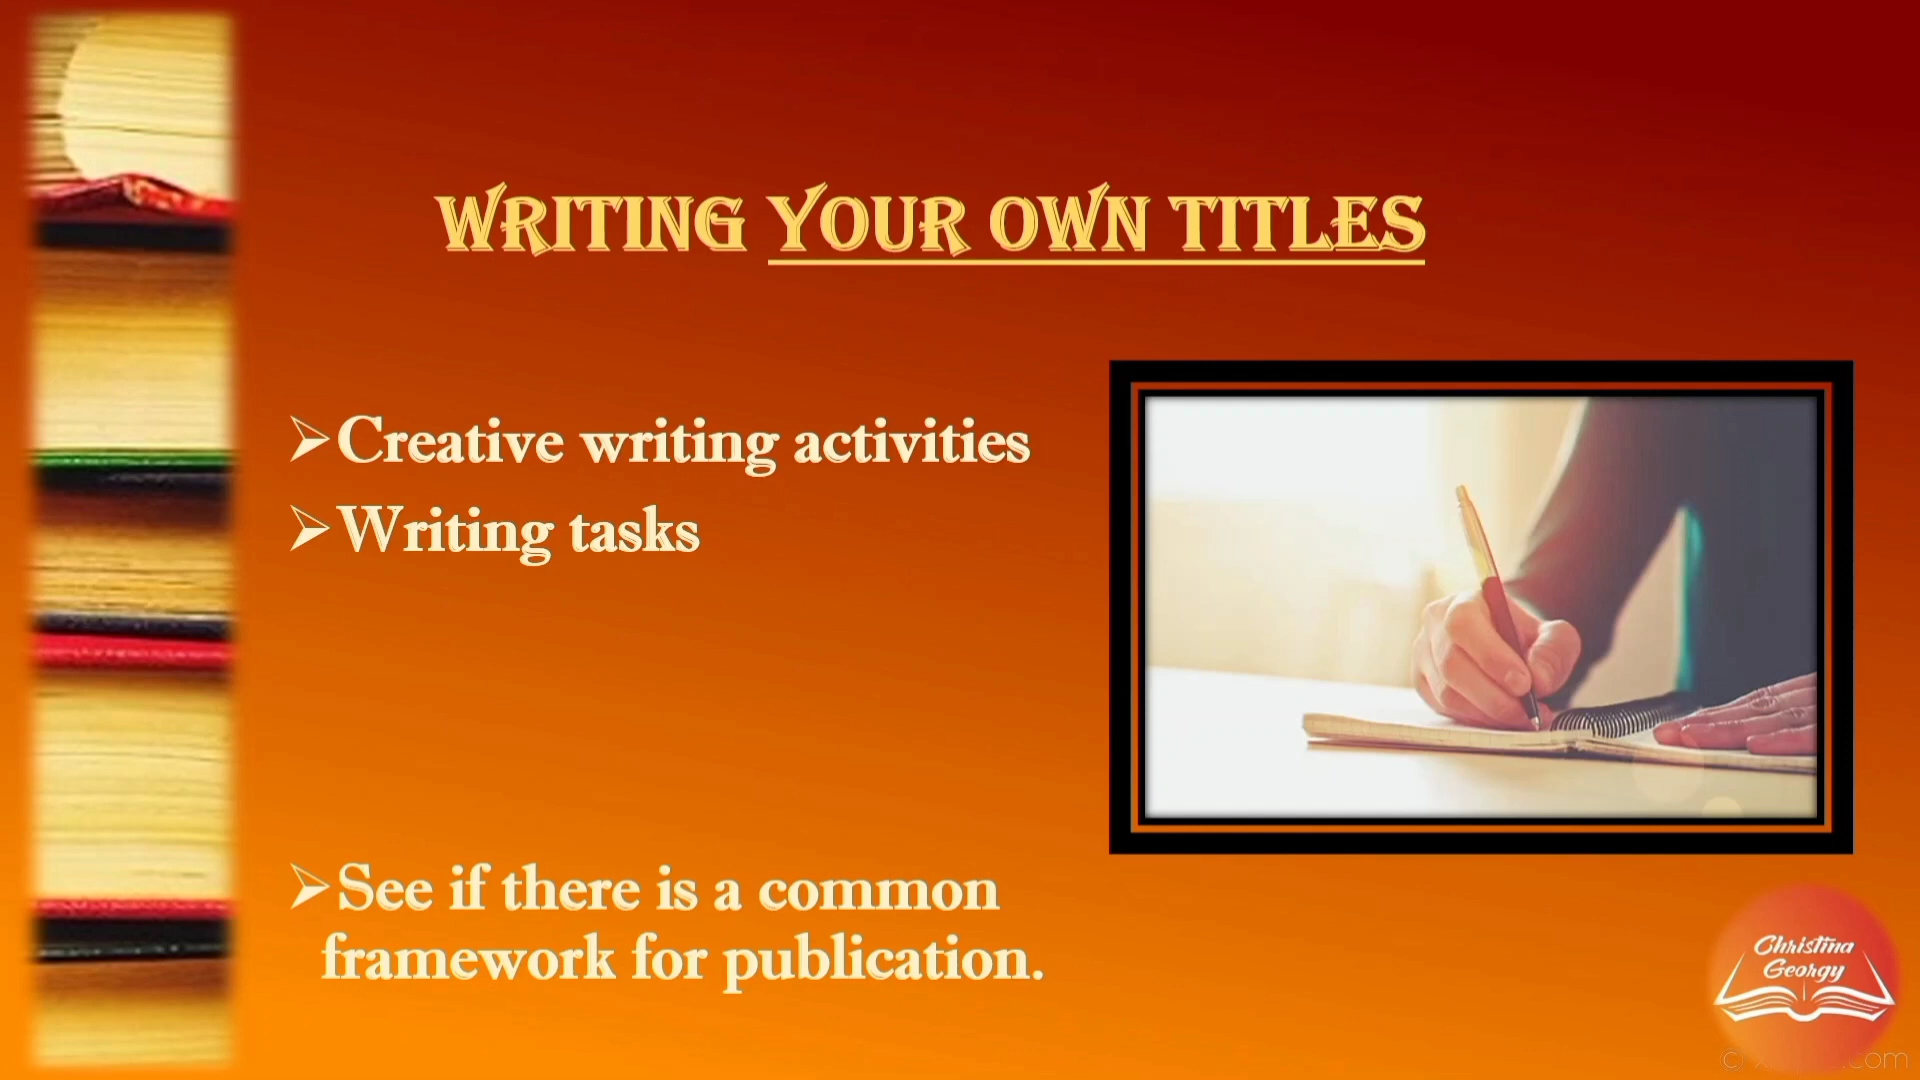 WRITING YOUR OWN TITLES
Creative writing activities
Writing tasks
See if there is a common
framework for publication.
Christina
Georgy